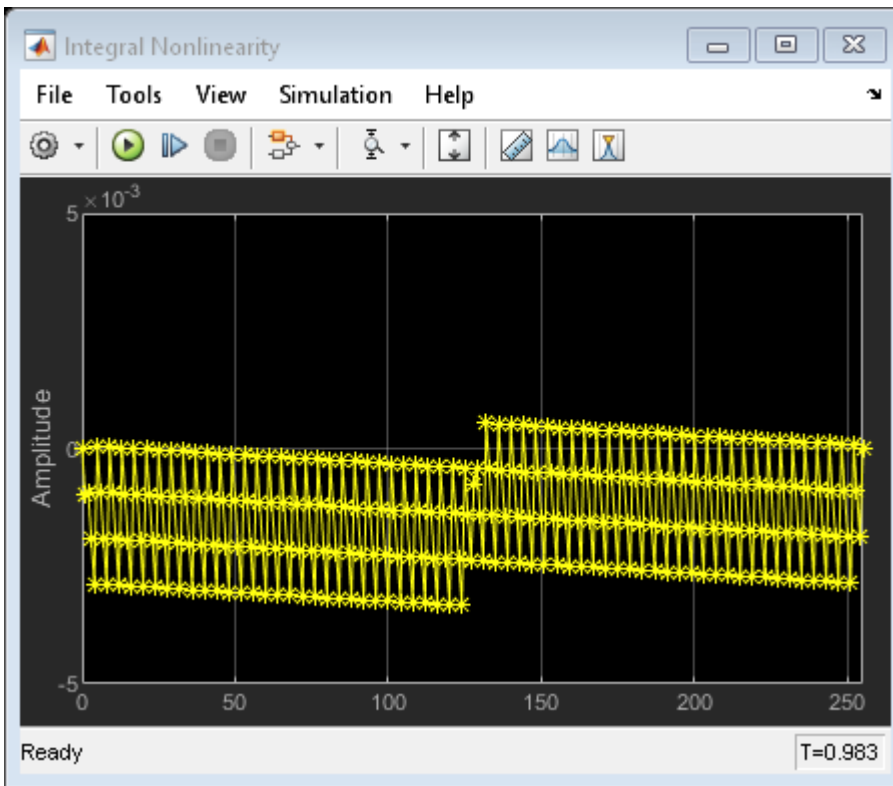 Integral Nonlinearity
File Tools View Simulation Help
×10-3
5
0
-5
Amplitude
0 50 100 150 200 250
Ready T=0.983